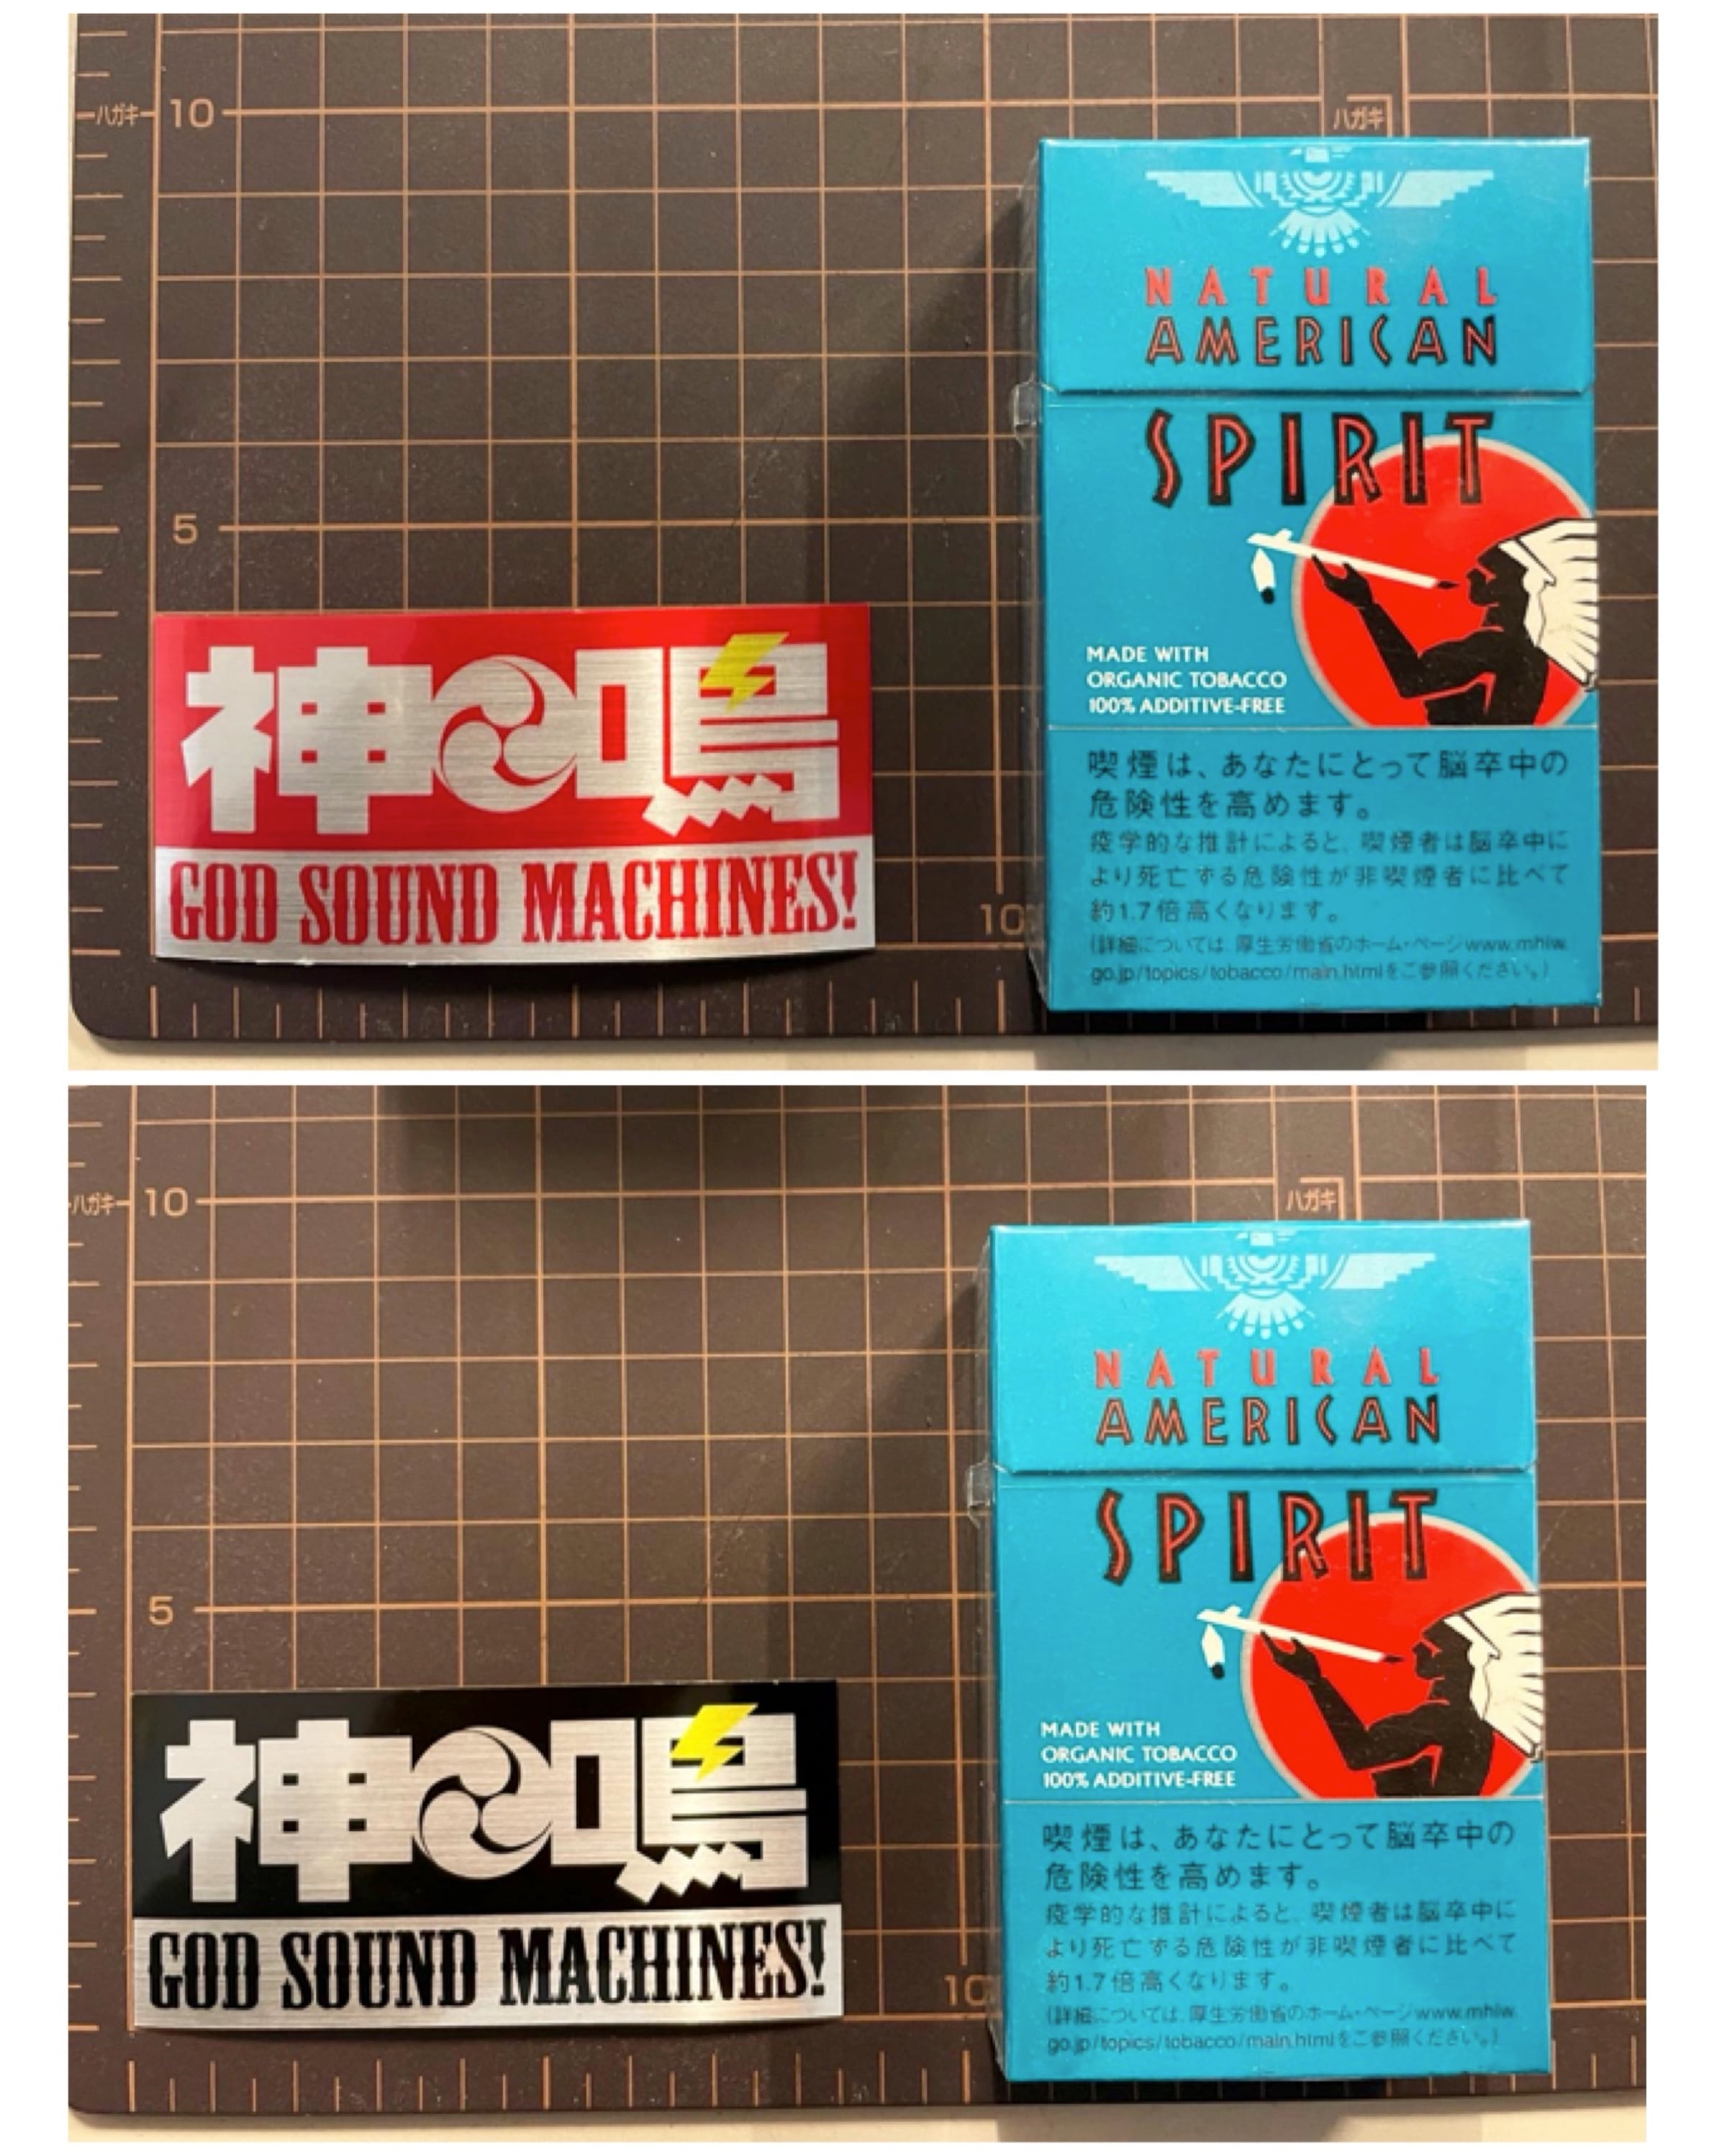 ハガキ
10
ハガキ
NATURAL
AMERICAN
SPIRIT
5
MADE WITH
ORGANIC TOBACCO
100% ADDITIVE-FREE
神鳴
GOD SOUND MACHINES!
10
喫煙は、あなたにとって脳卒中の
危険性を高めます。
疫学的な推計によると、喫煙者は脳卒中に
より死亡する危険性が非喫煙者に比べて
約1.7倍高くなります。
(詳細については、厚生労働省のホーム・ページwww.mhlw.
go.jp/topics/tobacco/main.htmlをご参照ください。)
ハガキ
10
ハガキ
NATURAL
AMERICAN
SPIRIT
5
MADE WITH
ORGANIC TOBACCO
100% ADDITIVE-FREE
神鳴
GOD SOUND MACHINES!
10
喫煙は、あなたにとって脳卒中の
危険性を高めます。
疫学的な推計によると、喫煙者は脳卒中に
より死亡する危険性が非喫煙者に比べて
約1.7倍高くなります。
(詳細については、厚生労働省のホーム・ページwww.mhlw.
go.jp/topics/tobacco/main.htmlをご参照ください。)